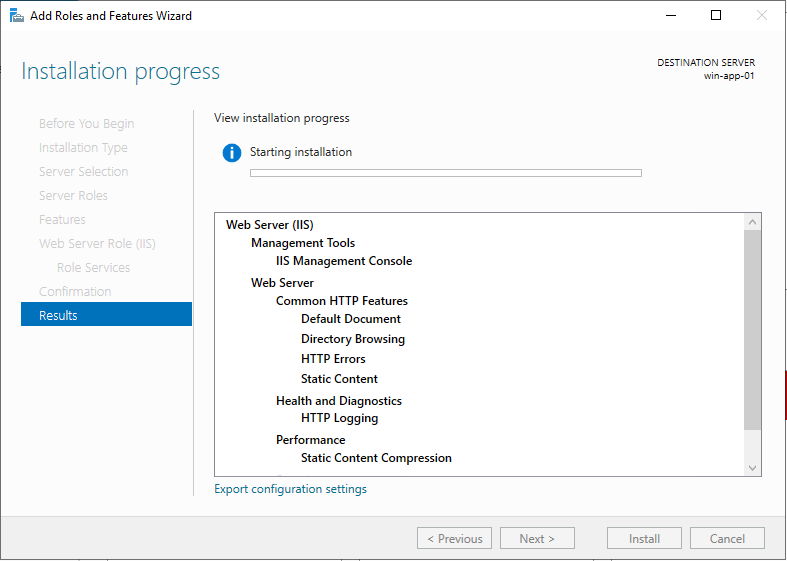 Add Roles and Features Wizard
Installation progress
DESTINATION SERVER
win-app-01
Before You Begin
Installation Type
Server Selection
Server Roles
Features
Web Server Role (IIS)
Role Services
Confirmation
Results
View installation progress
Starting installation
Web Server (IIS)
Management Tools
IIS Management Console
Web Server
Common HTTP Features
Default Document
Directory Browsing
HTTP Errors
Static Content
Health and Diagnostics
HTTP Logging
Performance
Static Content Compression
Export configuration settings
< Previous
Next >
Install
Cancel